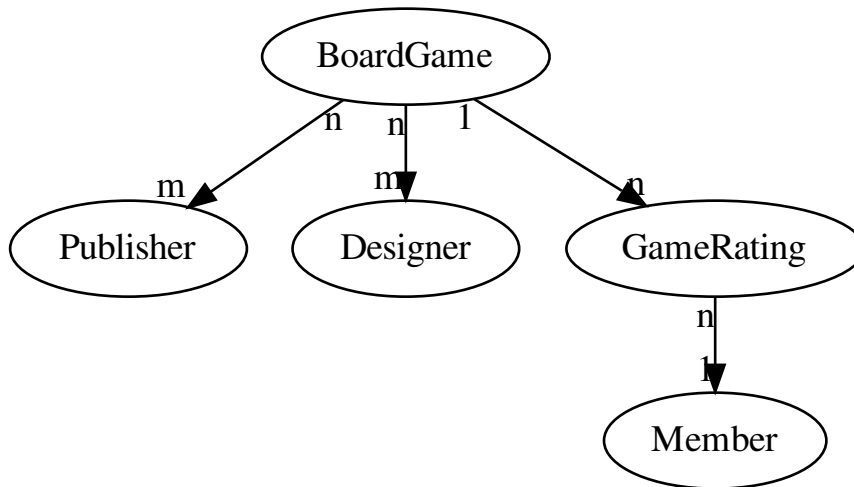 BoardGame
n
n
1
m
m
n
Publisher
Designer
GameRating
n
1
Member